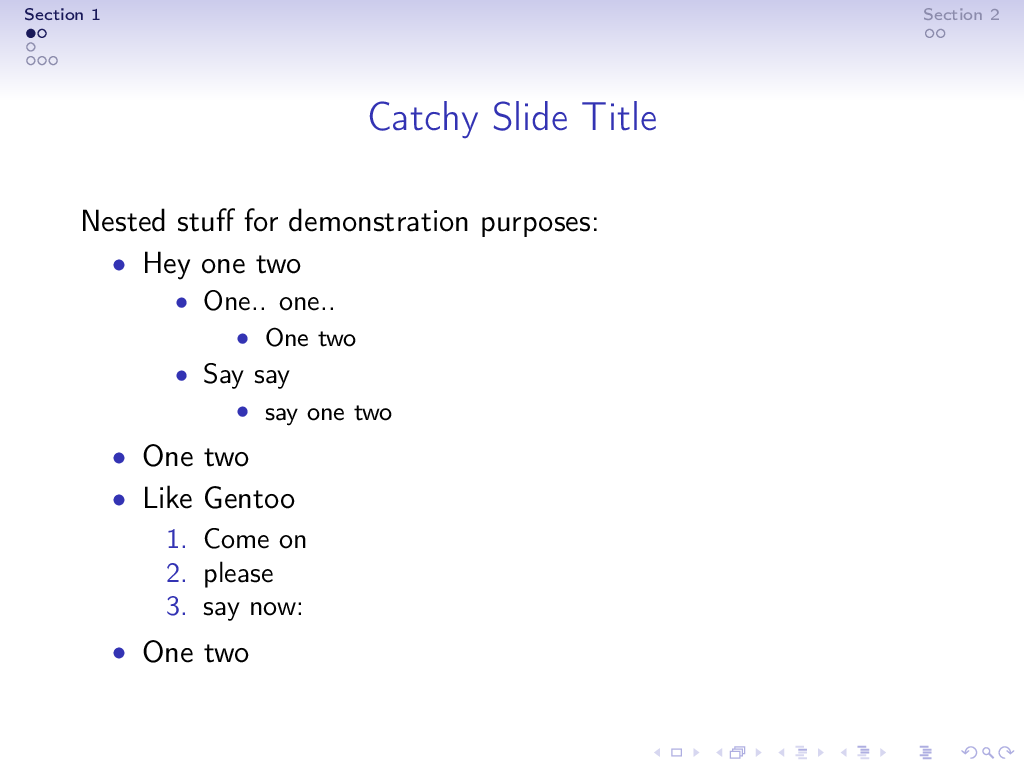 Section 1
Section 2
Catchy Slide Title
Nested stuff for demonstration purposes:
• Hey one two
• One.. one..
• One two
• Say say
• say one two
• One two
• Like Gentoo
1. Come on
2. please
3. say now:
• One two